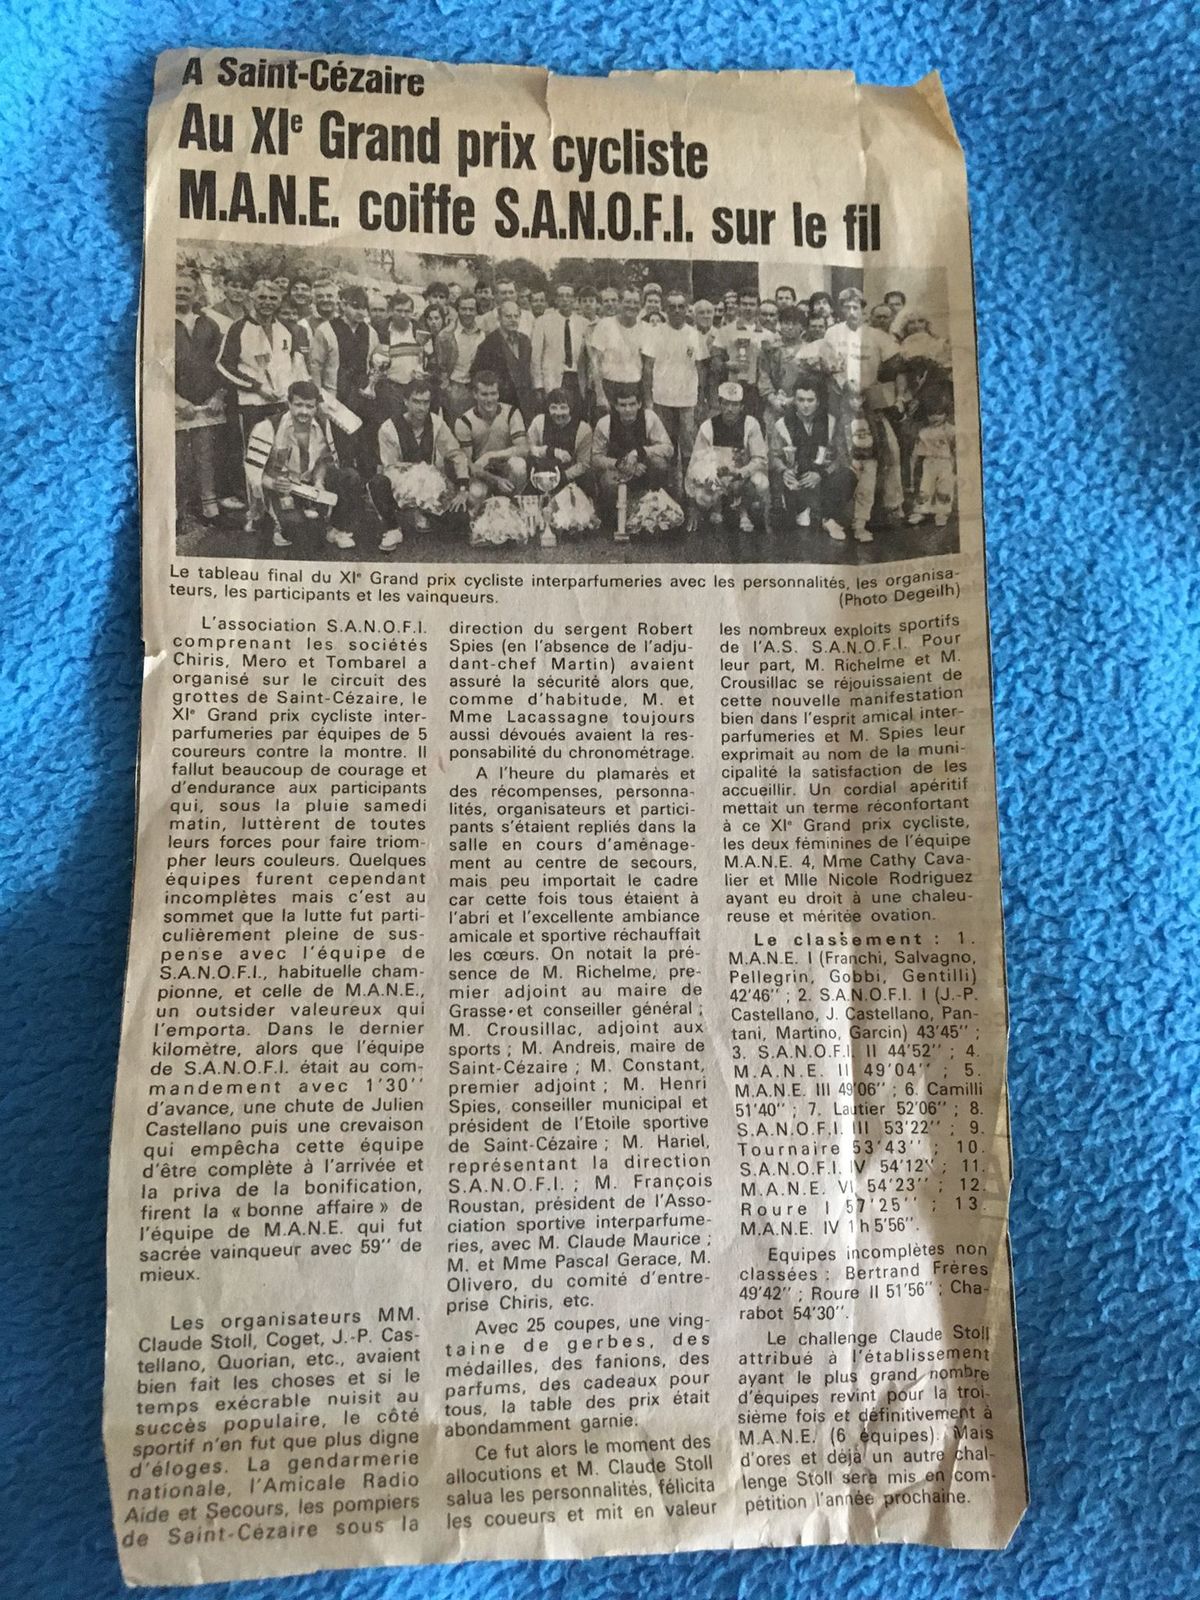 A Saint-Cézaire
Au XIe Grand prix cycliste
M.A.N.E. coiffe S.A.N.O.F.I. sur le fil
Le tableau final du XIe Grand prix cycliste interparfumeries avec les personnalités, les organisa-
teurs, les participants et les vainqueurs.
(Photo Degeilh)
L'association S.A.N.O.F.I.
comprenant les sociétés
Chiris, Mero et Tombarel a
organisé sur le circuit des
grottes de Saint-Cézaire, le
XIe Grand prix cycliste inter-
parfumeries par équipes de 5
coureurs contre la montre. Il
fallut beaucoup de courage et
d'endurance aux participants
qui, sous la pluie samedi
matin, luttèrent de toutes
leurs forces pour faire triom-
pher leurs couleurs. Quelques
équipes furent cependant
incomplètes mais c'est au
sommet que la lutte fut parti-
culièrement pleine de sus-
pense avec l'équipe de
S.A.N.O.F.I., habituelle cham-
pionne, et celle de M.A.N.E.,
un outsider valeureux qui
l'emporta. Dans le dernier
kilomètre, alors que l'équipe
de S.A.N.O.F.I. était au com-
mandement avec 1'30''
d'avance, une chute de Julien
Castellano puis une crevaison
qui empêcha cette équipe
d'être complète à l'arrivée et
la priva de la bonification,
firent la « bonne affaire » de
l'équipe de M.A.N.E. qui fut
sacrée vainqueur avec 59'' de
mieux.
Les organisateurs MM.
Claude Stoll, Coget, J.-P. Cas-
tellano, Quorian, etc., avaient
bien fait les choses et si le
temps exécrable nuisit au
succès populaire, le côté
sportif n'en fut que plus digne
d'éloges. La gendarmerie
nationale, l'Amicale Radio
Aide et Secours, les pompiers
de Saint-Cézaire sous la
direction du sergent Robert
Spies (en l'absence de l'adju-
dant-chef Martin) avaient
assuré la sécurité alors que,
comme d'habitude, M. et
Mme Lacassagne toujours
aussi dévoués avaient la res-
ponsabilité du chronométrage.
A l'heure du plamarès et
des récompenses, personna-
lités, organisateurs et partici-
pants s'étaient repliés dans la
salle en cours d'aménage-
ment au centre de secours,
mais peu importait le cadre
car cette fois tous étaient à
l'abri et l'excellente ambiance
amicale et sportive réchauffait
les cœurs. On notait la pré-
sence de M. Richelme, pre-
mier adjoint au maire de
Grasse et conseiller général ;
M. Crousillac, adjoint aux
sports ; M. Andreis, maire de
Saint-Cézaire ; M. Constant,
premier adjoint ; M. Henri
Spies, conseiller municipal et
président de l'Etoile sportive
de Saint-Cézaire ; M. Hariel,
représentant la direction
S.A.N.O.F.I. ; M. François
Roustan, président de l'Asso-
ciation sportive interparfume-
ries, avec M. Claude Maurice ;
M. et Mme Pascal Gerace, M.
Olivero, du comité d'entre-
prise Chiris, etc.
Avec 25 coupes, une ving-
taine de gerbes, des
médailles, des fanions, des
parfums, des cadeaux pour
tous, la table des prix était
abondamment garnie.
Ce fut alors le moment des
allocutions et M. Claude Stoll
salua les personnalités, félicita
les coueurs et mit en valeur
les nombreux exploits sportifs
de l'A.S. S.A.N.O.F.I. Pour
leur part, M. Richelme et M.
Crousillac se réjouissaient de
cette nouvelle manifestation
bien dans l'esprit amical inter-
parfumeries et M. Spies leur
exprimait au nom de la muni-
cipalité la satisfaction de les
accueillir. Un cordial apéritif
mettait un terme réconfortant
à ce XIe Grand prix cycliste,
les deux féminines de l'équipe
M.A.N.E. 4, Mme Cathy Cava-
lier et Mlle Nicole Rodriguez
ayant eu droit à une chaleu-
reuse et méritée ovation.
Le classement : 1.
M.A.N.E. I (Franchi, Salvagno,
Pellegrin, Gobbi, Gentilli)
42'46'' ; 2. S.A.N.O.F.I. I (J.-P.
Castellano, J. Castellano, Pan-
tani, Martino, Garcin) 43'45'' ;
3. S.A.N.O.F.I. II 44'52'' ; 4.
M.A.N.E. II 49'04'' ; 5.
M.A.N.E. III 49'06'' ; 6. Camilli
51'40'' ; 7. Lautier 52'06'' ; 8.
S.A.N.O.F.I. III 53'22'' ; 9.
Tournaire 53'43'' ; 10.
S.A.N.O.F.I. IV 54'12'' ; 11.
M.A.N.E. VI 54'23'' ; 12.
Roure I 57'25'' ; 13.
M.A.N.E. IV 1 h 5'56''.
Equipes incomplètes non
classées : Bertrand Frères
49'42'' ; Roure II 51'56'' ; Cha-
rabot 54'30''.
Le challenge Claude Stoll
attribué à l'établissement
ayant le plus grand nombre
d'équipes revint pour la troi-
sième fois et définitivement à
M.A.N.E. (6 équipes). Mais
d'ores et déjà un autre chal-
lenge Stoll sera mis en com-
pétition l'année prochaine.